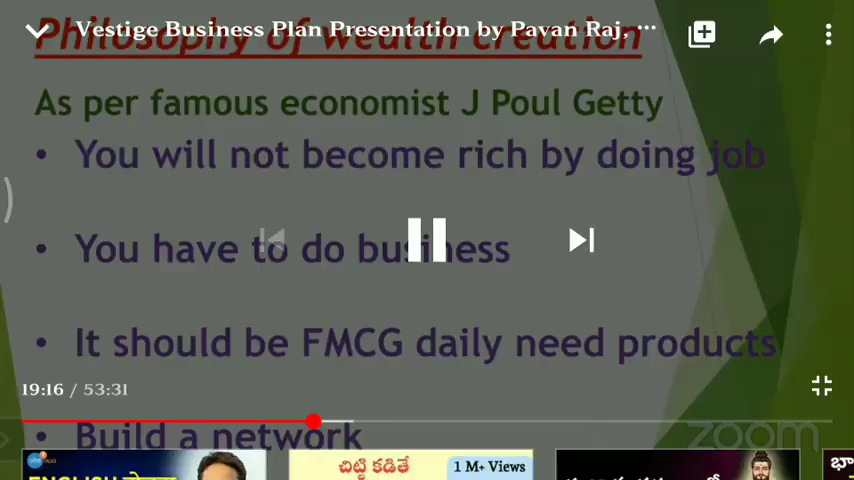 Philosophy of wealth creation
Vestige Business Plan Presentation by Pavan Raj, ...
As per famous economist J Poul Getty
• You will not become rich by doing job
• You have to do business
• It should be FMCG daily need products
19:16 / 53:31
• Build a network
zoom
చిట్టి కడితే
1 M+ Views
ENGLISH